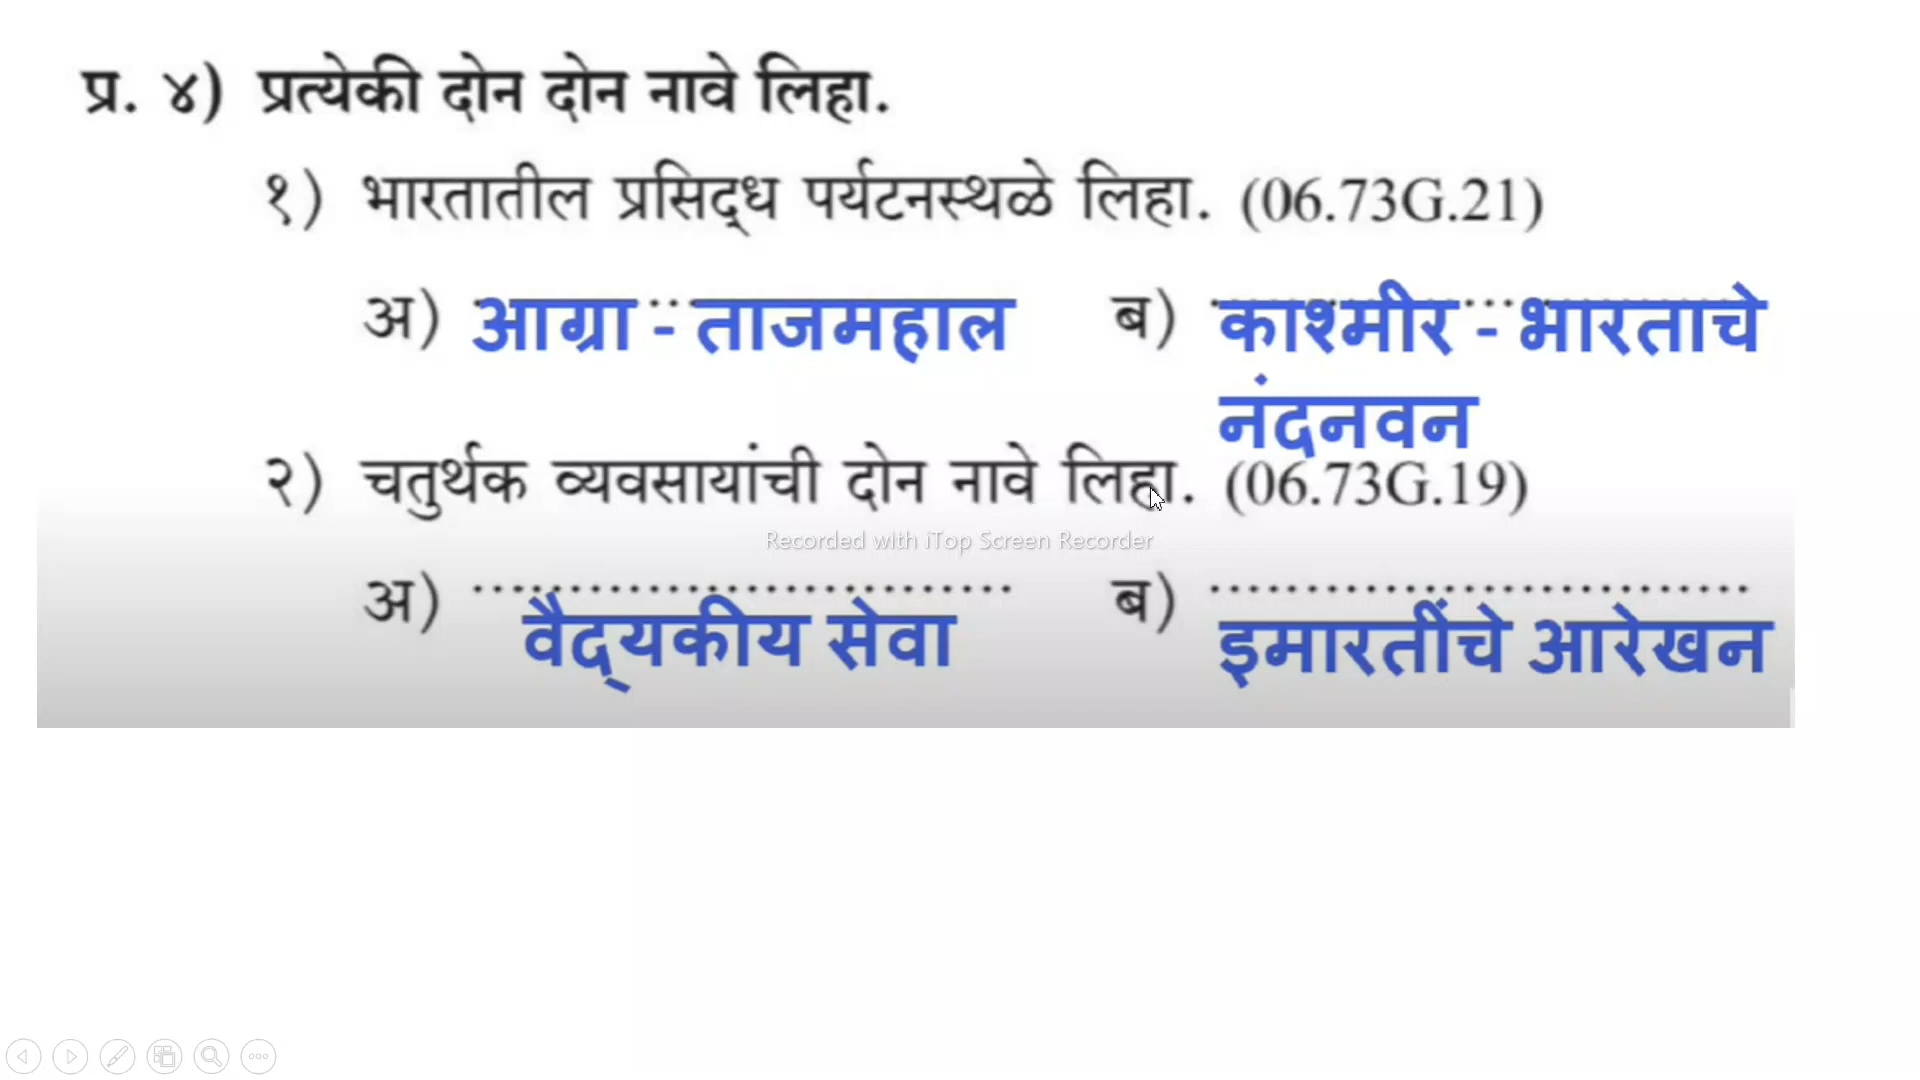 प्र. ४) प्रत्येकी दोन दोन नावे लिहा.
१) भारतातील प्रसिद्ध पर्यटनस्थळे लिहा. (06.73G.21)
अ) आग्रा - ताजमहाल ब) काश्मीर - भारताचे
नंदनवन
२) चतुर्थक व्यवसायांची दोन नावे लिहा. (06.73G.19)
Recorded with iTop Screen Recorder
अ) ............................ ब) ............................
वैद्यकीय सेवा इमारतींचे आरेखन